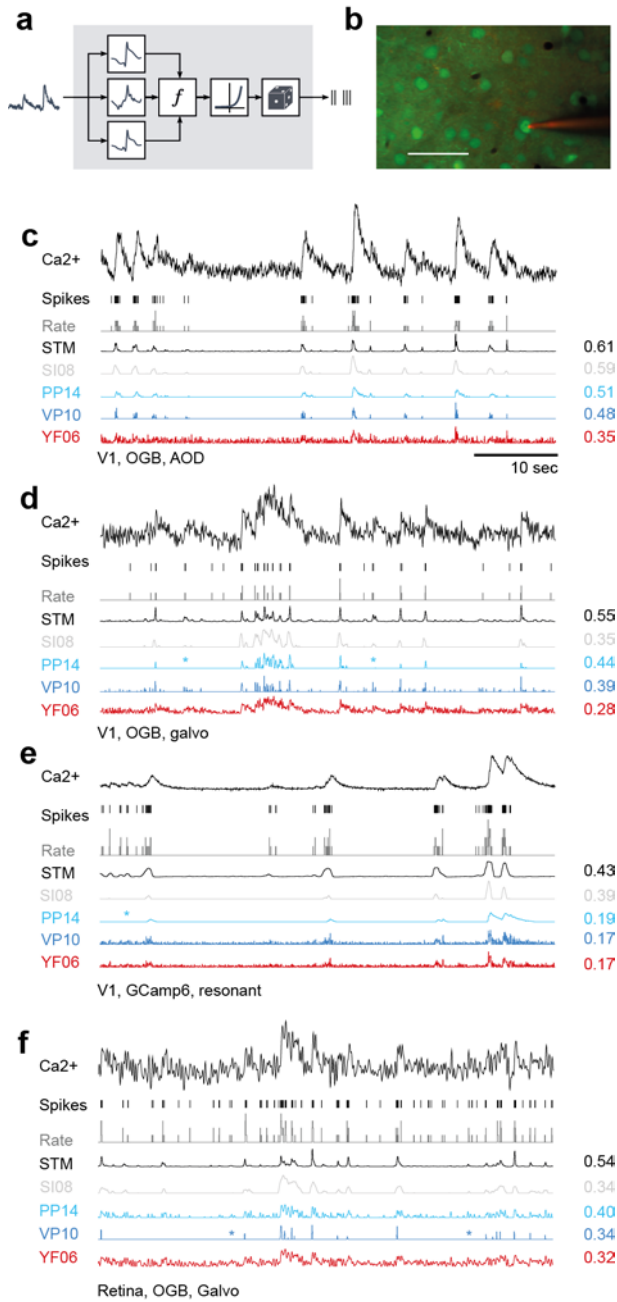 a
b
f
c
Ca2+
Spikes
Rate
STM 0.61
SI08 0.59
PP14 0.51
VP10 0.48
YF06 0.35
V1, OGB, AOD
10 sec
d
Ca2+
Spikes
Rate
STM 0.55
SI08 0.35
PP14 * * 0.44
VP10 0.39
YF06 0.28
V1, OGB, galvo
e
Ca2+
Spikes
Rate
STM 0.43
SI08 0.39
PP14 * 0.19
VP10 0.17
YF06 0.17
V1, GCamp6, resonant
f
Ca2+
Spikes
Rate
STM 0.54
SI08 0.34
PP14 0.40
VP10 * * 0.34
YF06 0.32
Retina, OGB, Galvo